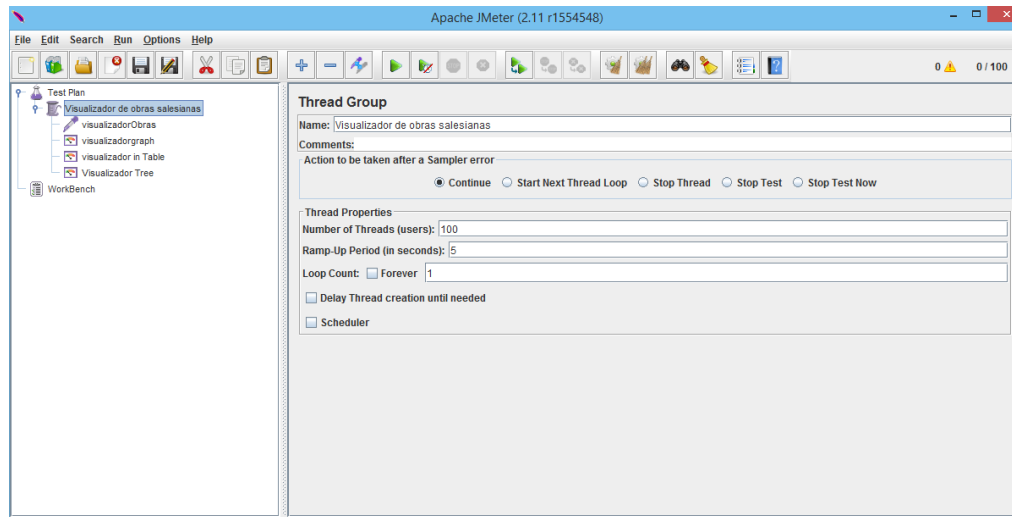 Apache JMeter (2.11 r1554548)
File Edit Search Run Options Help
0 0 / 100
Test Plan
Visualizador de obras salesianas
visualizadorObras
visualizadorgraph
visualizador in Table
Visualizador Tree
WorkBench
Thread Group
Name: Visualizador de obras salesianas
Comments:
Action to be taken after a Sampler error
Continue Start Next Thread Loop Stop Thread Stop Test Stop Test Now
Thread Properties
Number of Threads (users): 100
Ramp-Up Period (in seconds): 5
Loop Count: Forever 1
Delay Thread creation until needed
Scheduler